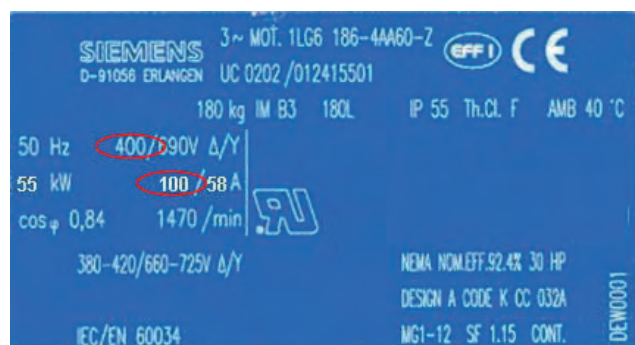 SIEMENS 3~ MOT. 1LG6 186-4AA60-Z EFF 1 CE
D-91056 ERLANGEN UC 0202/012415501
180 kg IM B3 180L IP 55 Th.Cl. F AMB 40 °C
50 Hz 400/690V Δ/Y
55 kW 100/58 A
cos φ 0,84 1470/min
380-420/660-725V Δ/Y
NEMA NOM.EFF.92.4% 30 HP
DESIGN A CODE K CC 032A
IEC/EN 60034 MG1-12 SF 1.15 CONT.
DEW0001